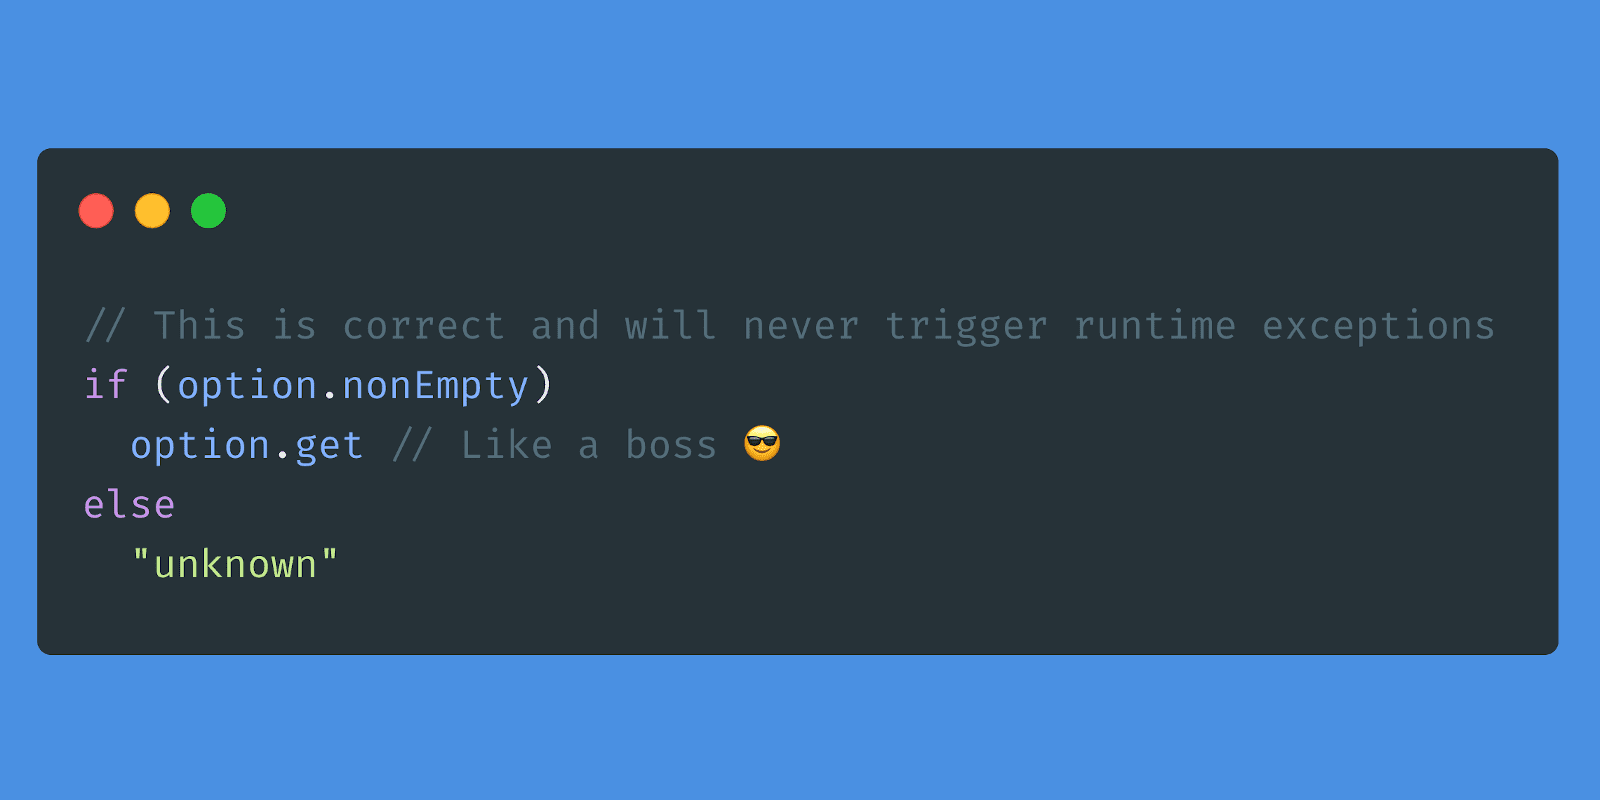 // This is correct and will never trigger runtime exceptions
if (option.nonEmpty)
  option.get // Like a boss 😎
else
  "unknown"